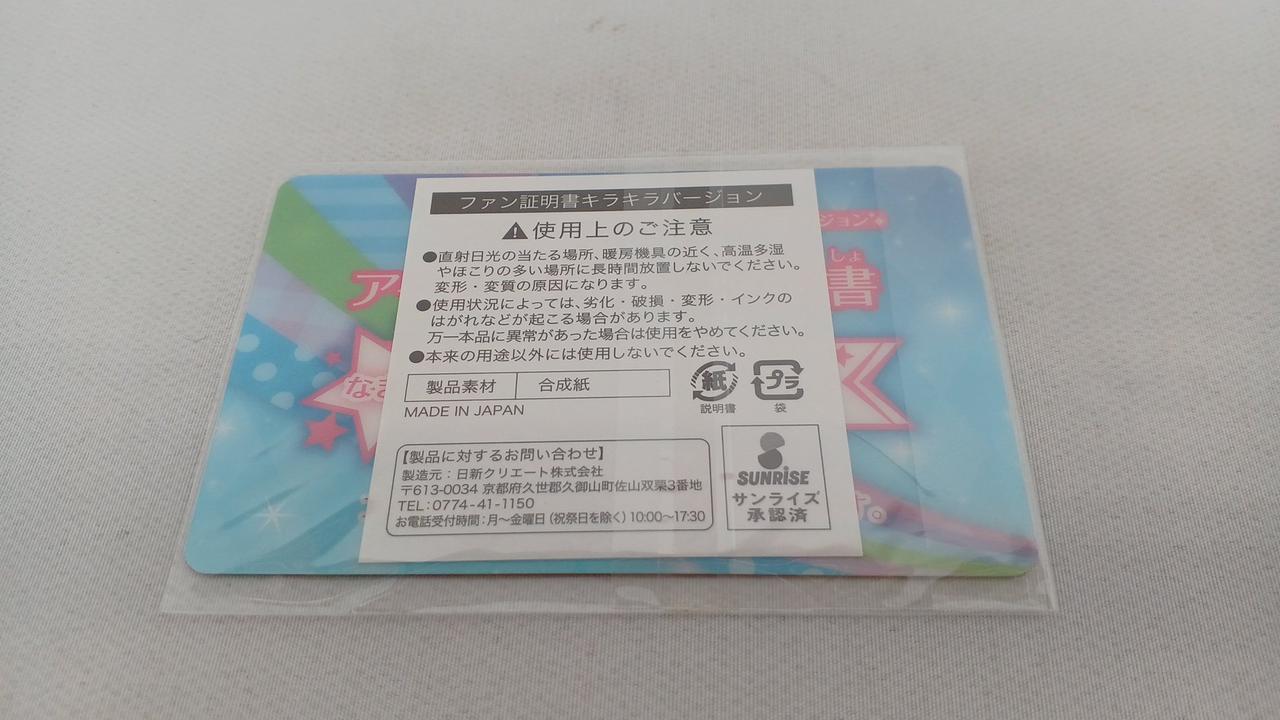 ファン証明書キラキラバージョン
⚠使用上のご注意
●直射日光の当たる場所、暖房機具の近く、高温多湿
やほこりの多い場所に長時間放置しないでください。
変形・変質の原因になります。
●使用状況によっては、劣化・破損・変形・インクの
はがれなどが起こる場合があります。
万一本品に異常があった場合は使用をやめてください。
●本来の用途以外には使用しないでください。
製品素材 合成紙
紙 プラ
説明書 袋
MADE IN JAPAN
【製品に対するお問い合わせ】
製造元:日新クリエート株式会社
〒613-0034 京都府久世郡久御山町佐山双栗3番地
TEL:0774-41-1150
お電話受付時間:月〜金曜日(祝祭日を除く)10:00〜17:30
SUNRISE
サンライズ
承認済
ジョン
しょ
ア
書
なま
す。